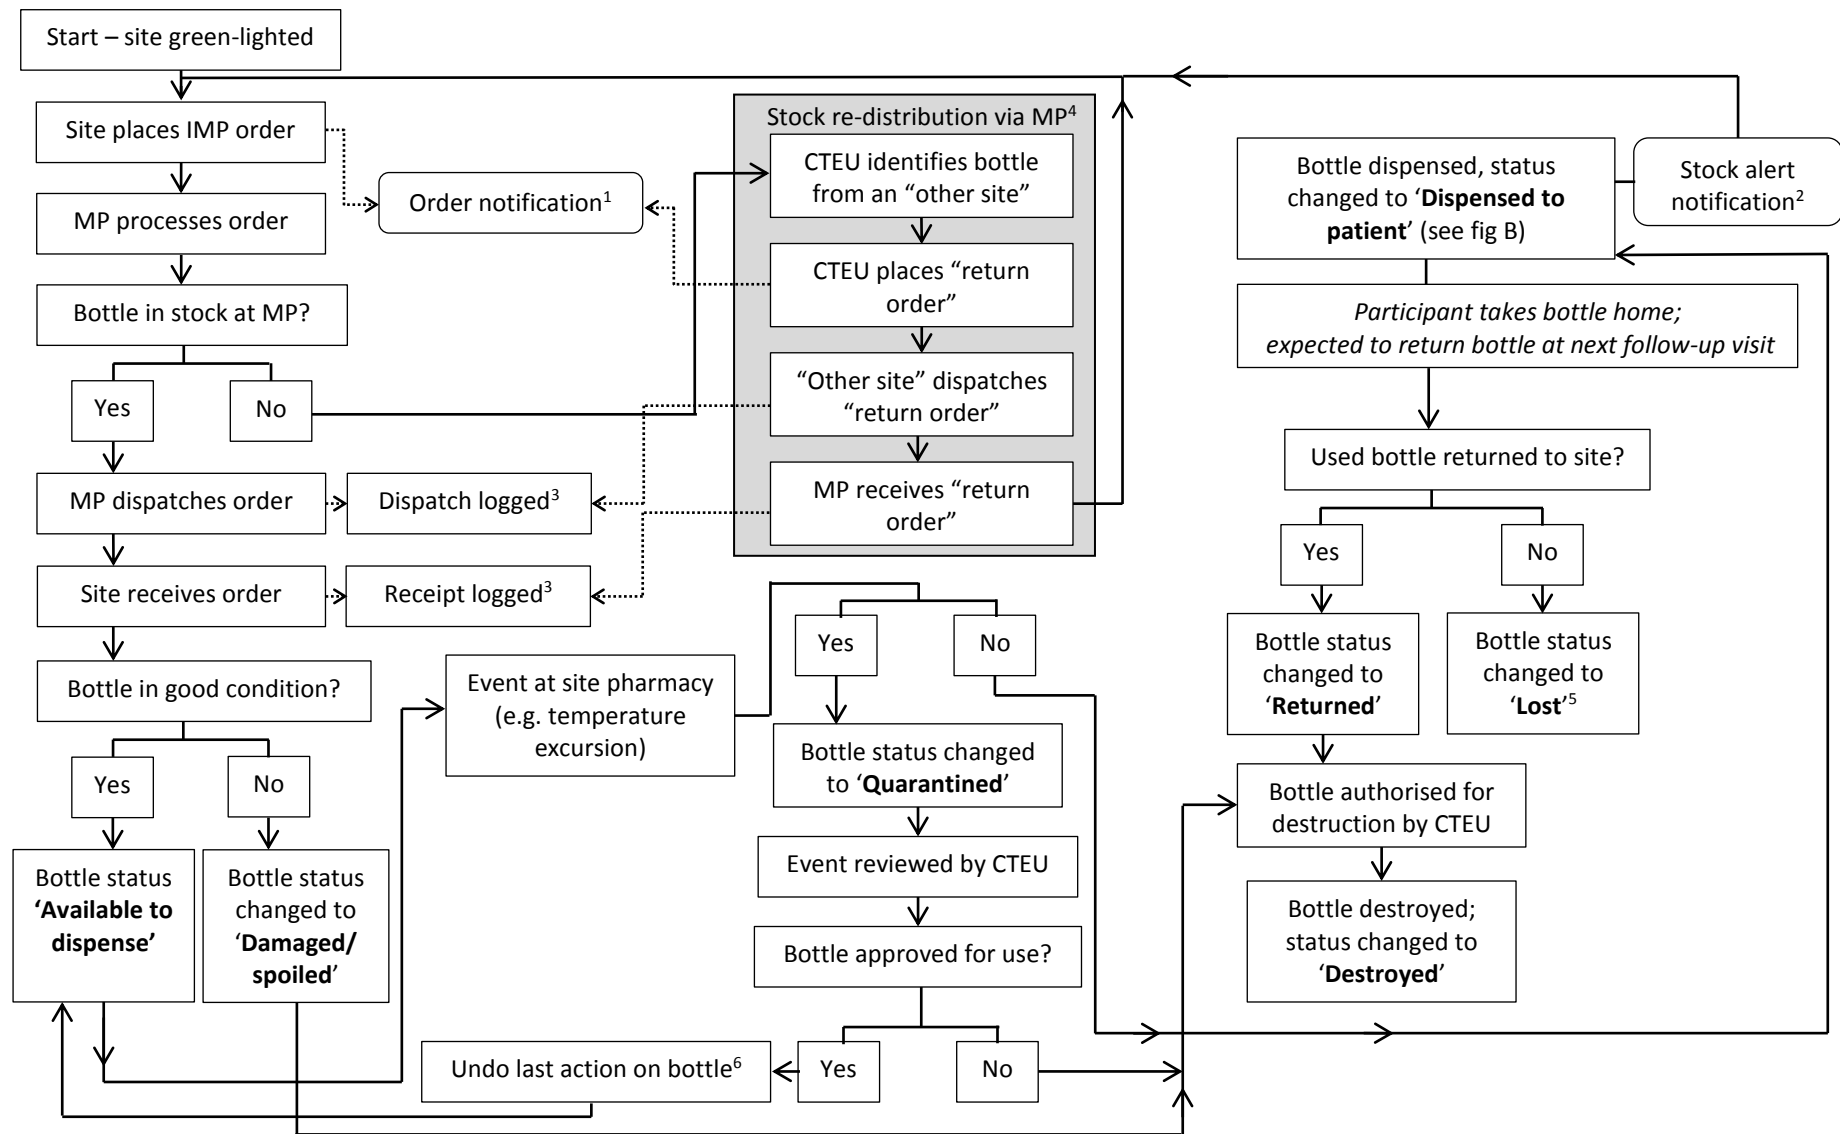 Start – site green-lighted
Site places IMP order
MP processes order
Order notification¹
Bottle in stock at MP?
Yes
No
MP dispatches order
Dispatch logged³
Site receives order
Receipt logged³
Bottle in good condition?
Yes
No
Bottle status
‘Available to
dispense’
Bottle status
changed to
‘Damaged/
spoiled’
Stock re-distribution via MP⁴
CTEU identifies bottle
from an “other site”
CTEU places “return
order”
“Other site” dispatches
“return order”
MP receives “return
order”
Event at site pharmacy
(e.g. temperature
excursion)
Yes
No
Bottle status changed
to ‘Quarantined’
Event reviewed by CTEU
Bottle approved for use?
Yes
No
Undo last action on bottle⁶
Bottle dispensed, status
changed to ‘Dispensed to
patient’ (see fig B)
Stock alert
notification²
Participant takes bottle home;
expected to return bottle at next follow-up visit
Used bottle returned to site?
Yes
No
Bottle status
changed to
‘Returned’
Bottle status
changed to
‘Lost’⁵
Bottle authorised for
destruction by CTEU
Bottle destroyed;
status changed to
‘Destroyed’